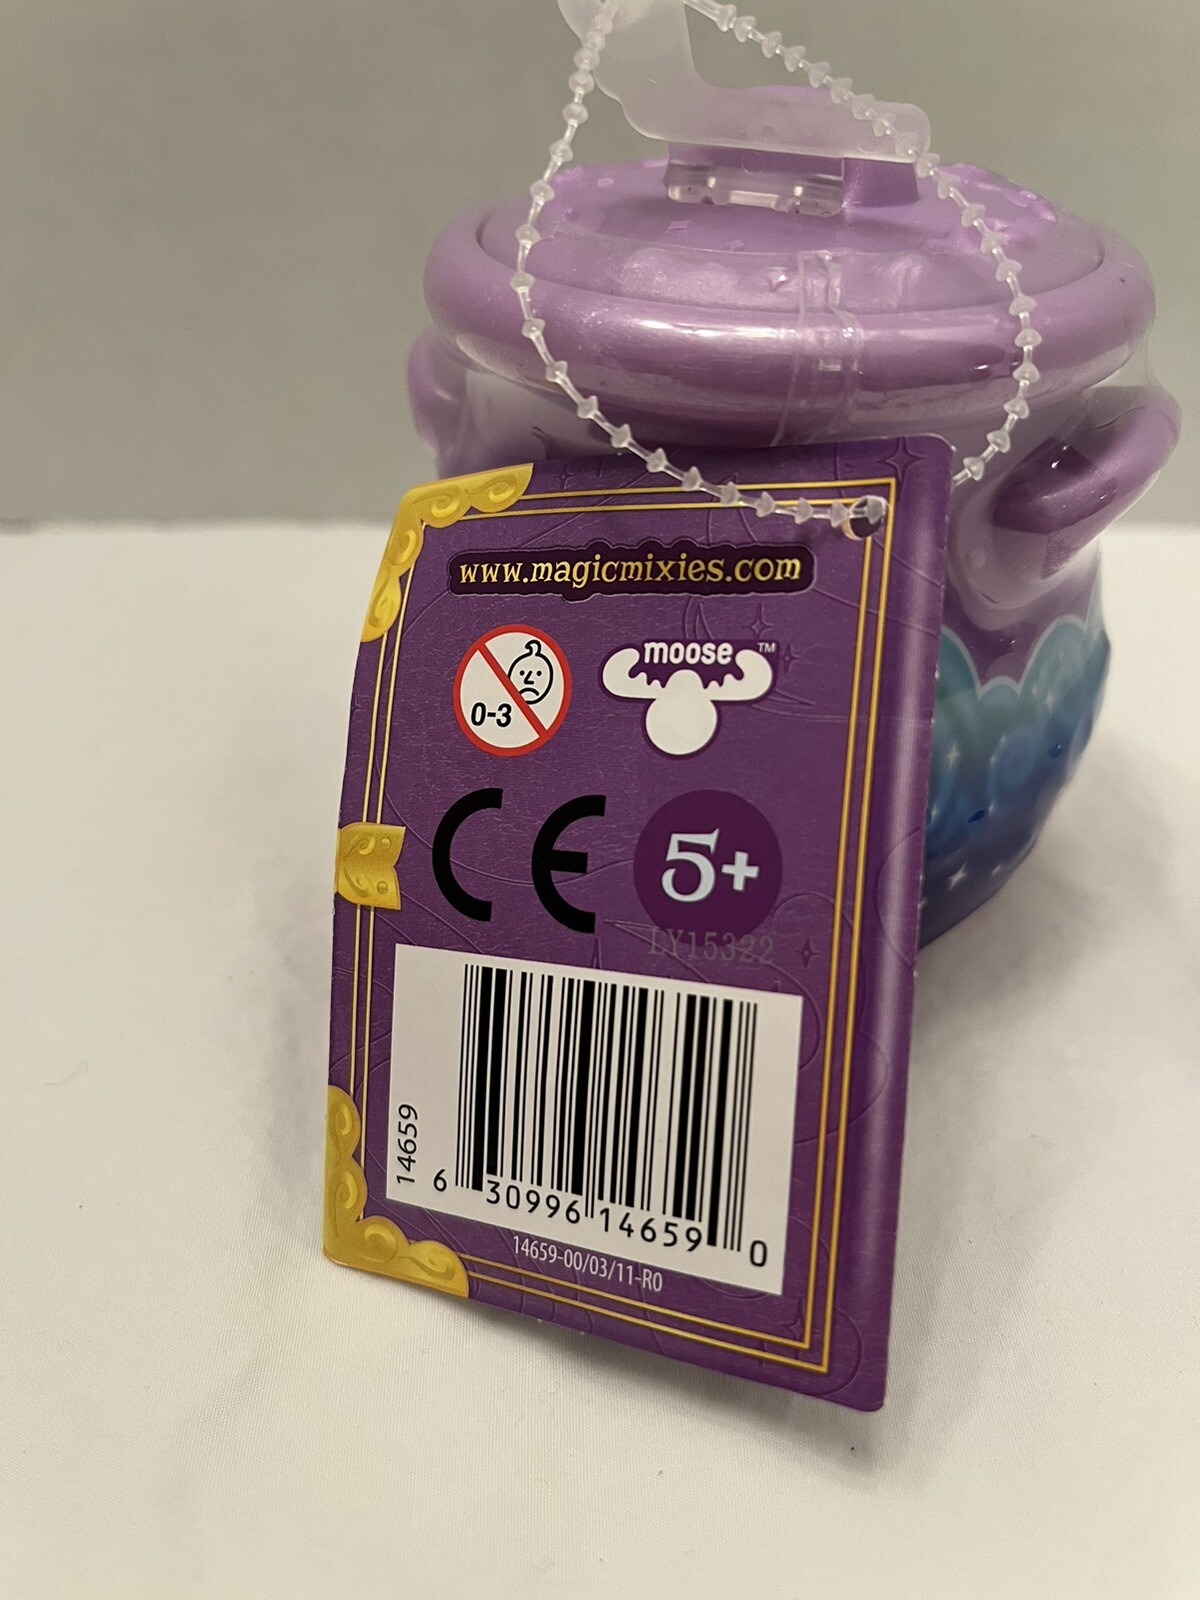 www.magicmixies.com
0-3
moose™
CE
5+
LY15322
14659
6 30996 14659 0
14659-00/03/11-R0